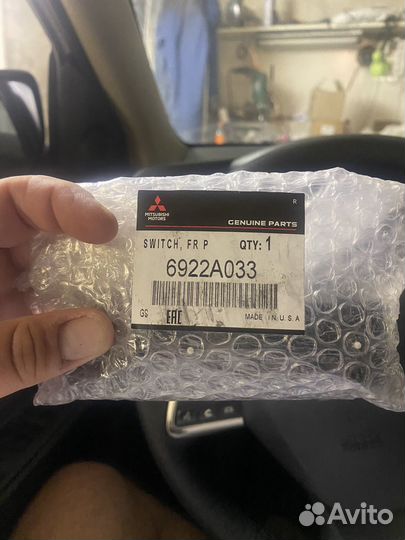 R
MITSUBISHI
MOTORS
GENUINE PARTS
SWITCH, FR P QTY: 1
6922A033
GS EAC MADE IN U.S.A
Avito